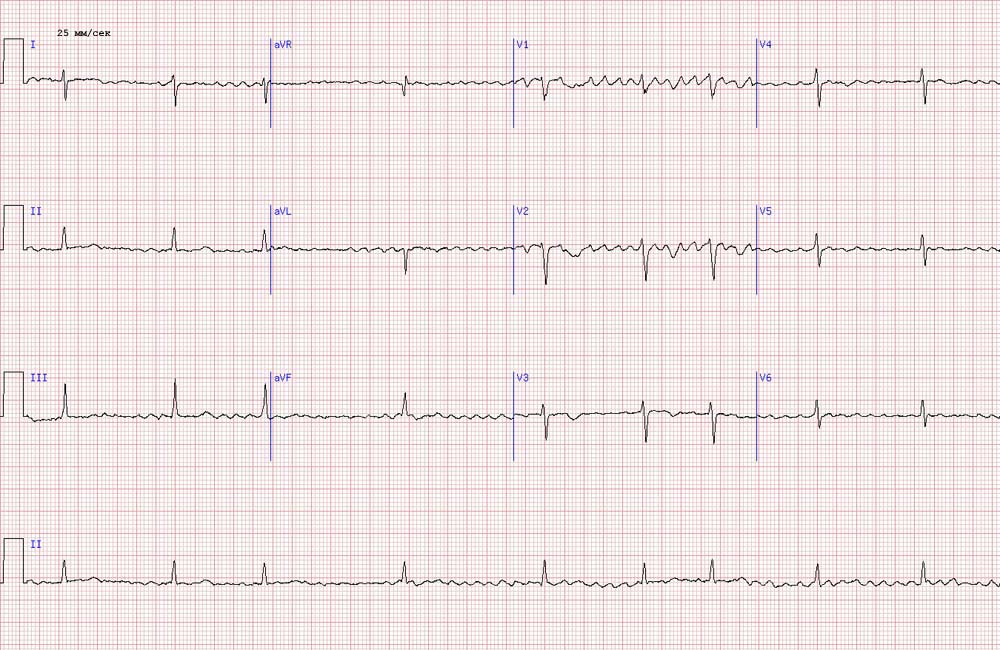 25 мм/сек
I aVR V1 V4
II aVL V2 V5
III aVF V3 V6
II